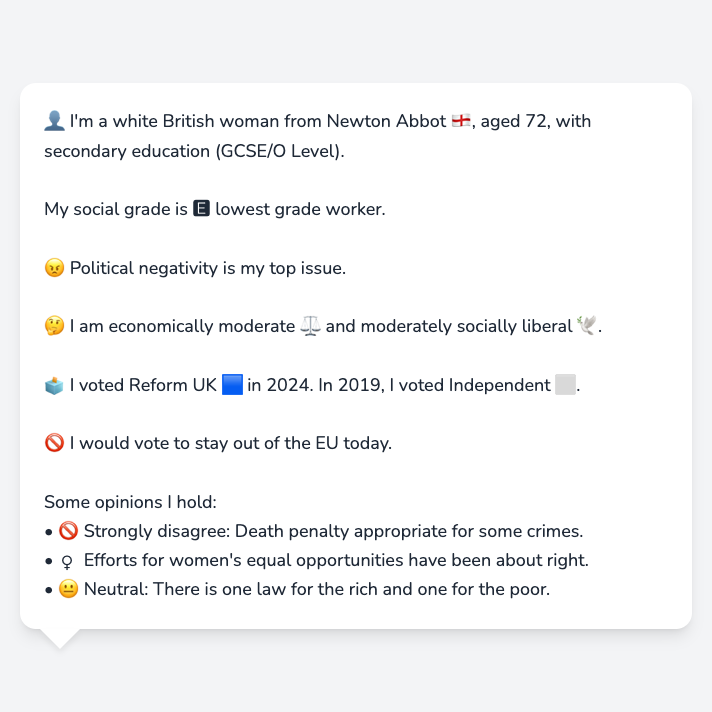 👤 I'm a white British woman from Newton Abbot 🏴󠁧󠁢󠁥󠁮󠁧󠁿, aged 72, with
secondary education (GCSE/O Level).
My social grade is 🅴 lowest grade worker.
😠 Political negativity is my top issue.
🤔 I am economically moderate ⚖️ and moderately socially liberal 🕊️.
🗳️ I voted Reform UK 🟦 in 2024. In 2019, I voted Independent ⬜.
🚫 I would vote to stay out of the EU today.
Some opinions I hold:
• 🚫 Strongly disagree: Death penalty appropriate for some crimes.
• ♀ Efforts for women's equal opportunities have been about right.
• 😐 Neutral: There is one law for the rich and one for the poor.